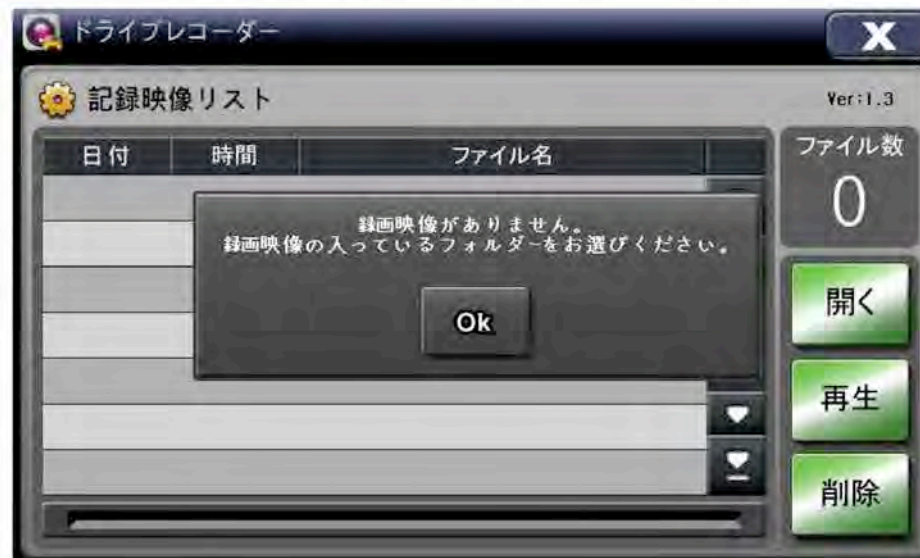 ドライブレコーダー
X
記録映像リスト
Ver:1.3
日付 時間 ファイル名
ファイル数
0
録画映像がありません。
録画映像の入っているフォルダーをお選びください。
Ok
開く
再生
削除